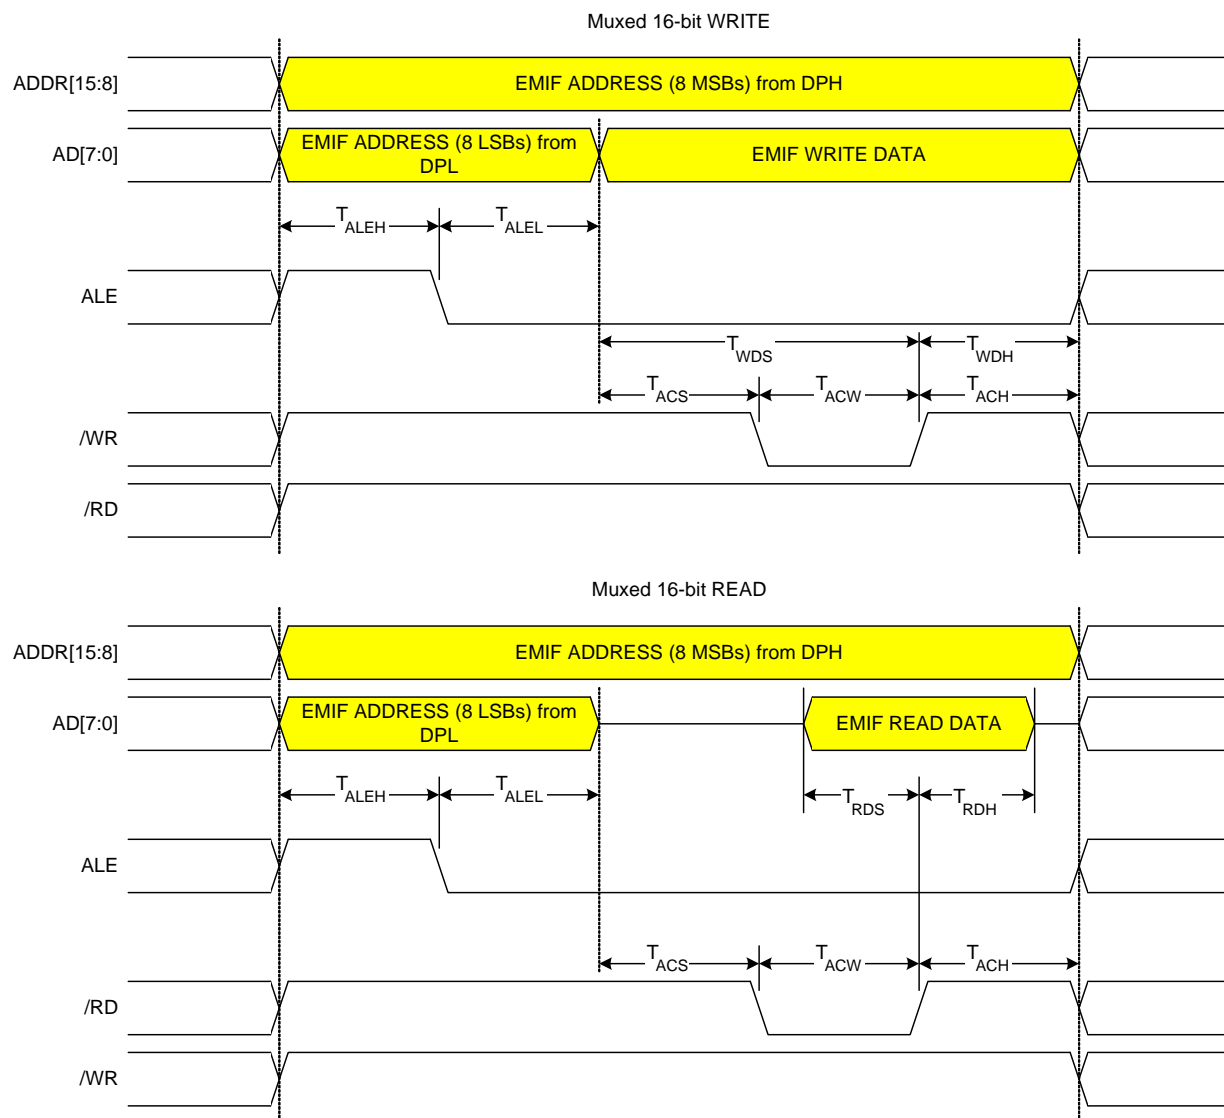 Muxed 16-bit WRITE
ADDR[15:8]
EMIF ADDRESS (8 MSBs) from DPH
AD[7:0]
EMIF ADDRESS (8 LSBs) from
DPL
EMIF WRITE DATA
TALEH
TALEL
ALE
TWDS
TWDH
TACS
TACW
TACH
/WR
/RD
Muxed 16-bit READ
ADDR[15:8]
EMIF ADDRESS (8 MSBs) from DPH
AD[7:0]
EMIF ADDRESS (8 LSBs) from
DPL
EMIF READ DATA
TALEH
TALEL
TRDS
TRDH
ALE
TACS
TACW
TACH
/RD
/WR